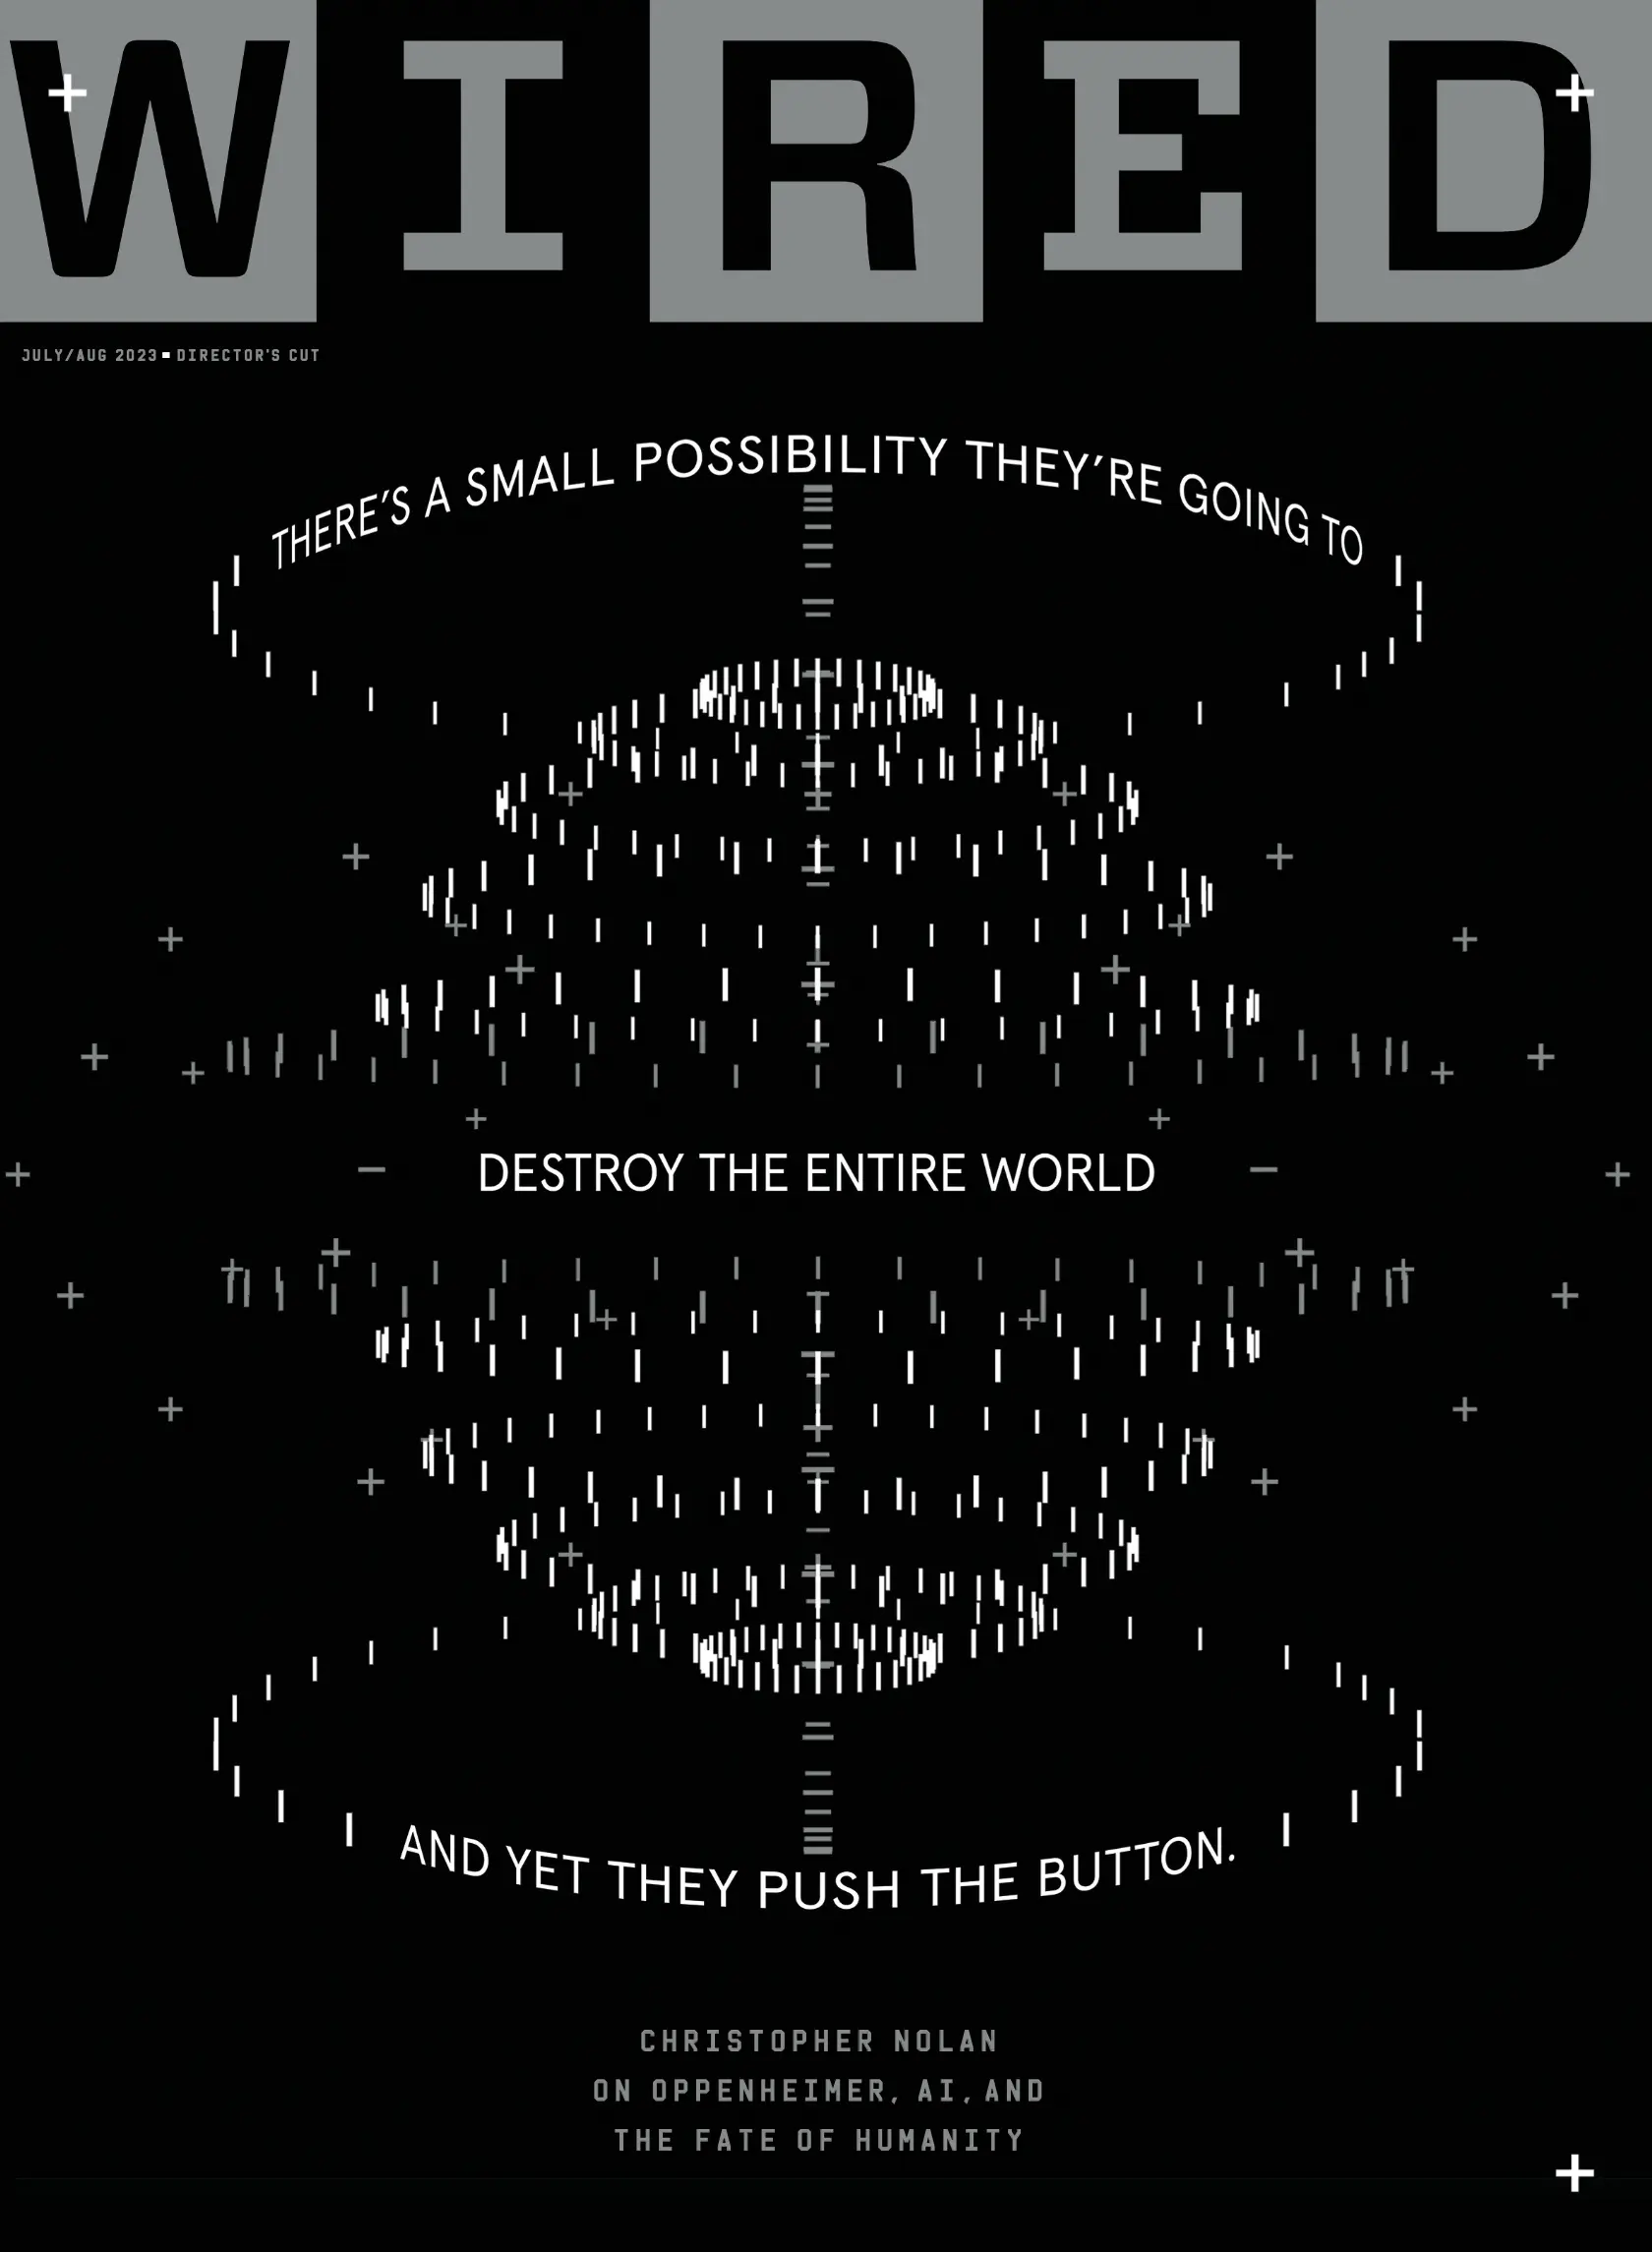 WIRED
JULY/AUG 2023 ▪ DIRECTOR'S CUT
THERE'S A SMALL POSSIBILITY THEY'RE GOING TO
DESTROY THE ENTIRE WORLD
AND YET THEY PUSH THE BUTTON.
CHRISTOPHER NOLAN
ON OPPENHEIMER, AI, AND
THE FATE OF HUMANITY